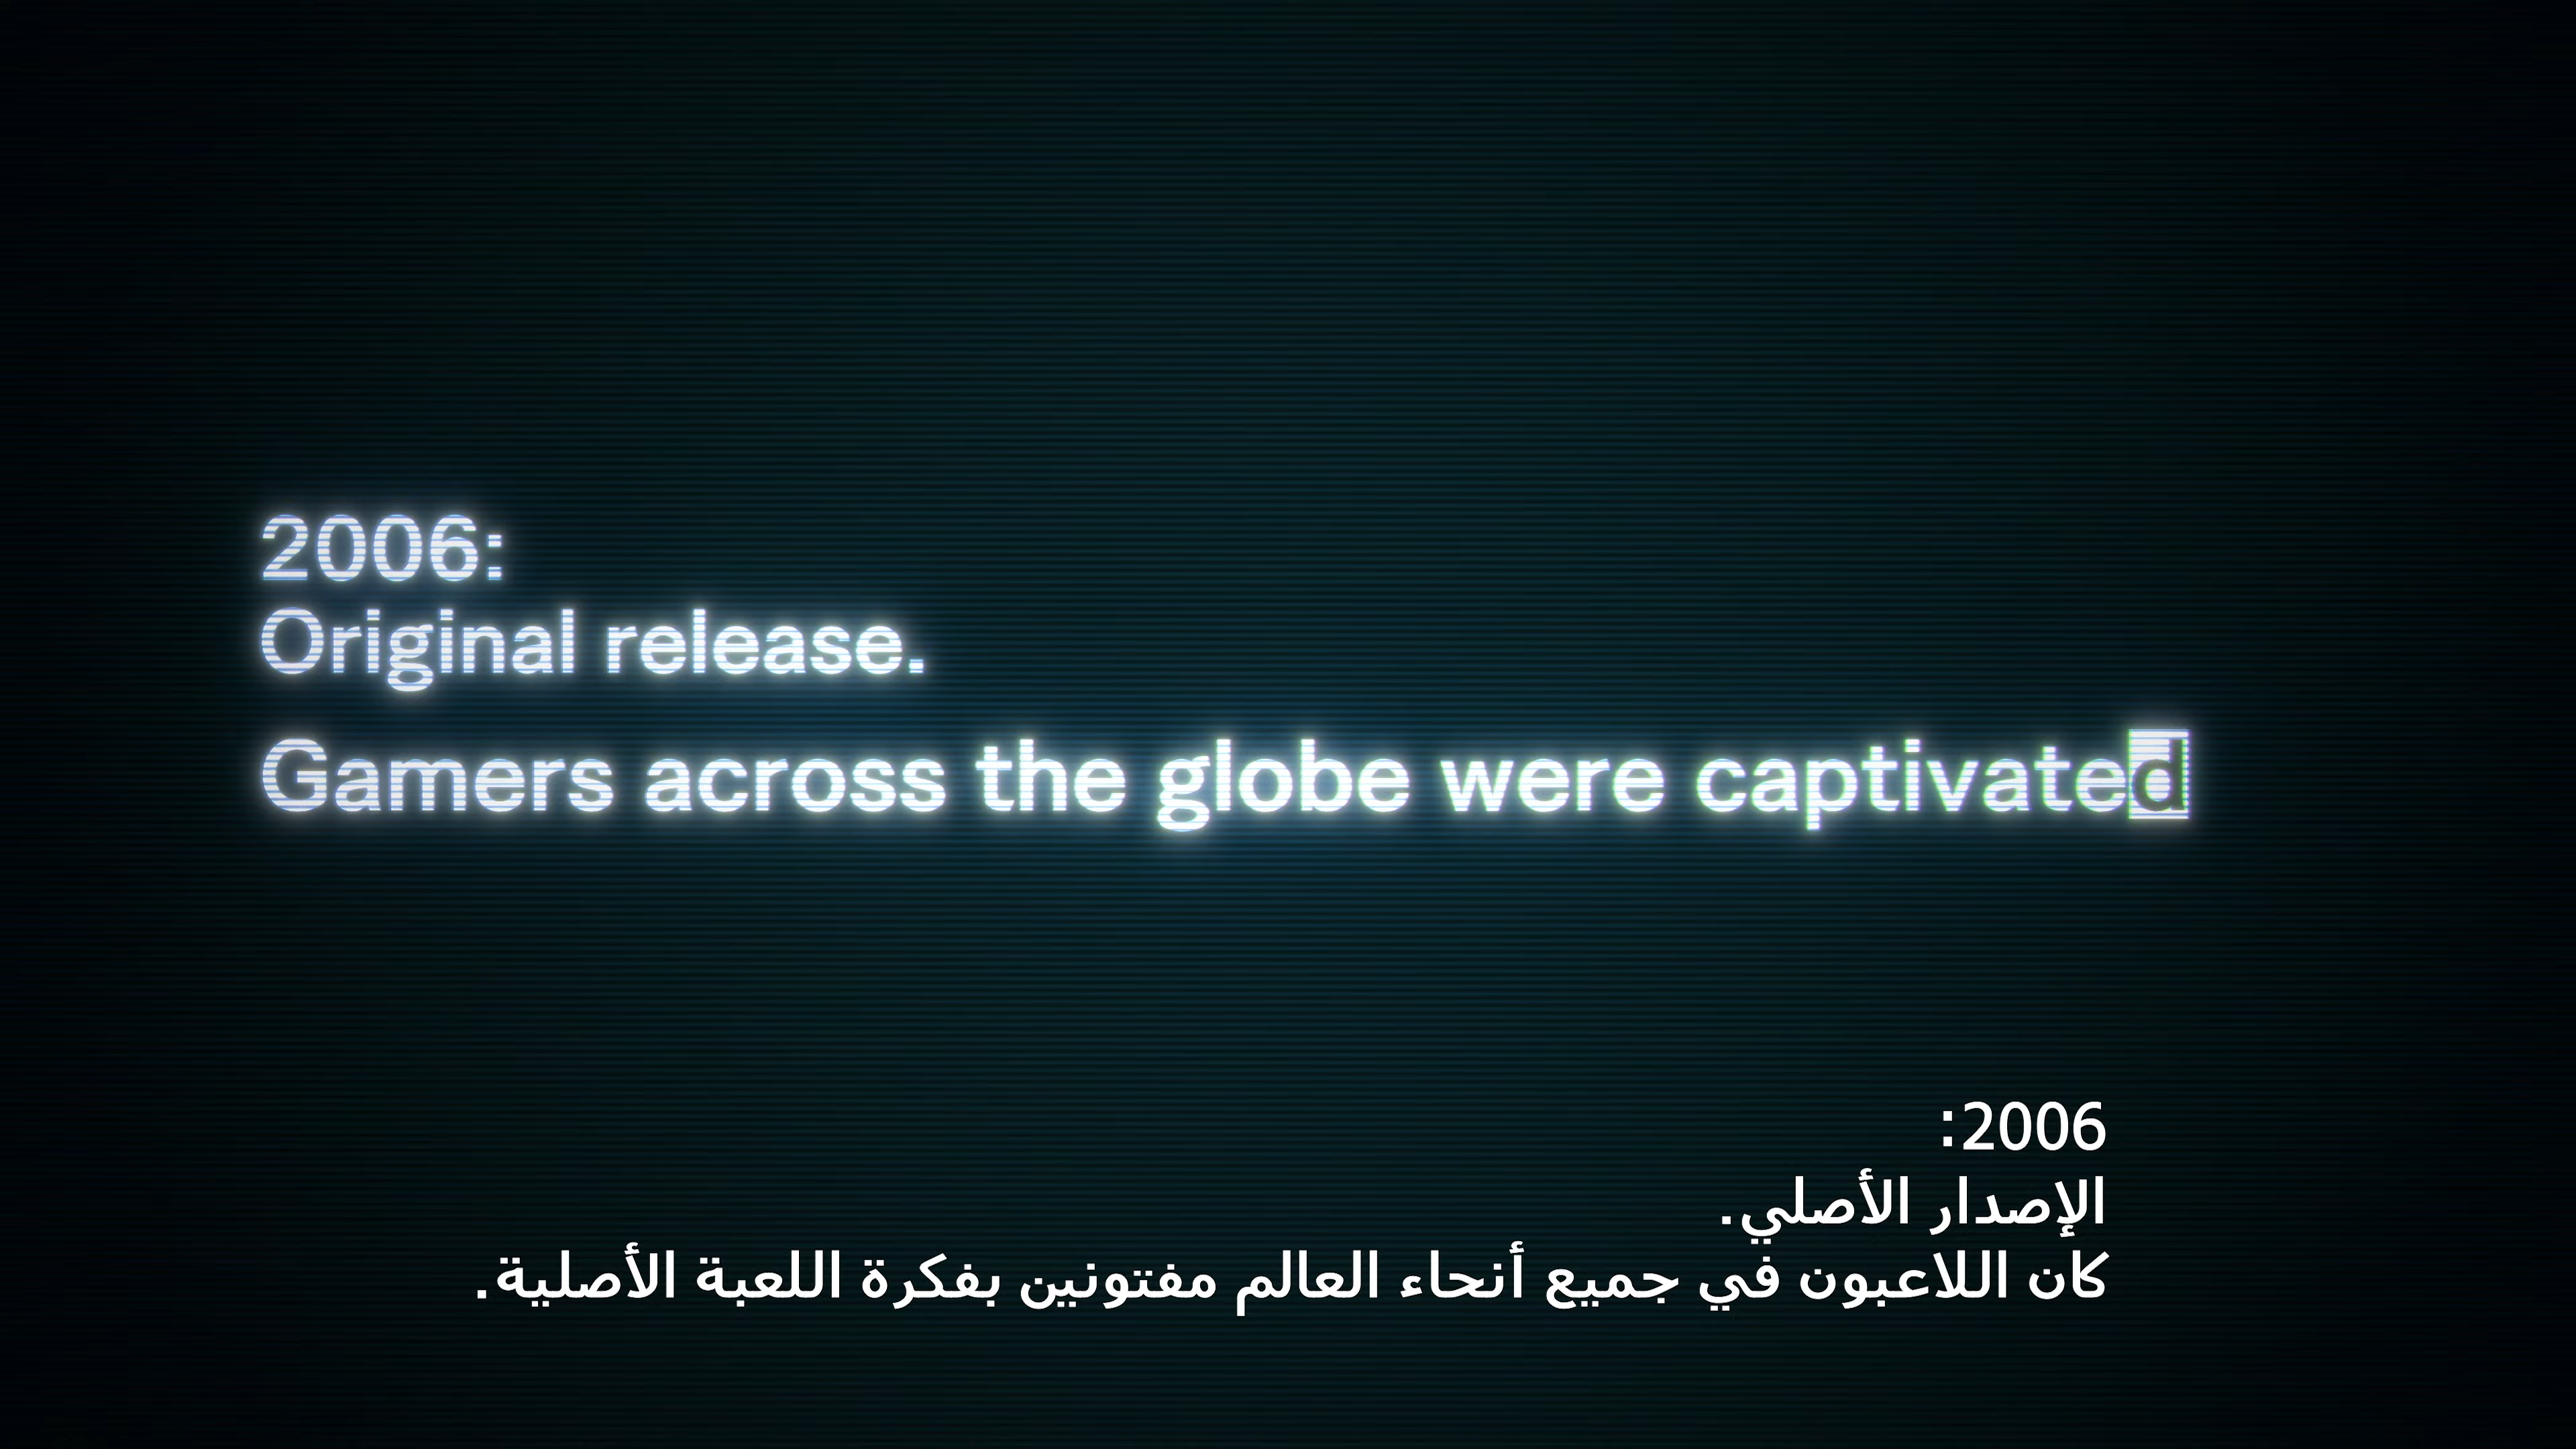 2006:
Original release.
Gamers across the globe were captivated
2006:
الإصدار الأصلي.
كان اللاعبون في جميع أنحاء العالم مفتونين بفكرة اللعبة الأصلية.